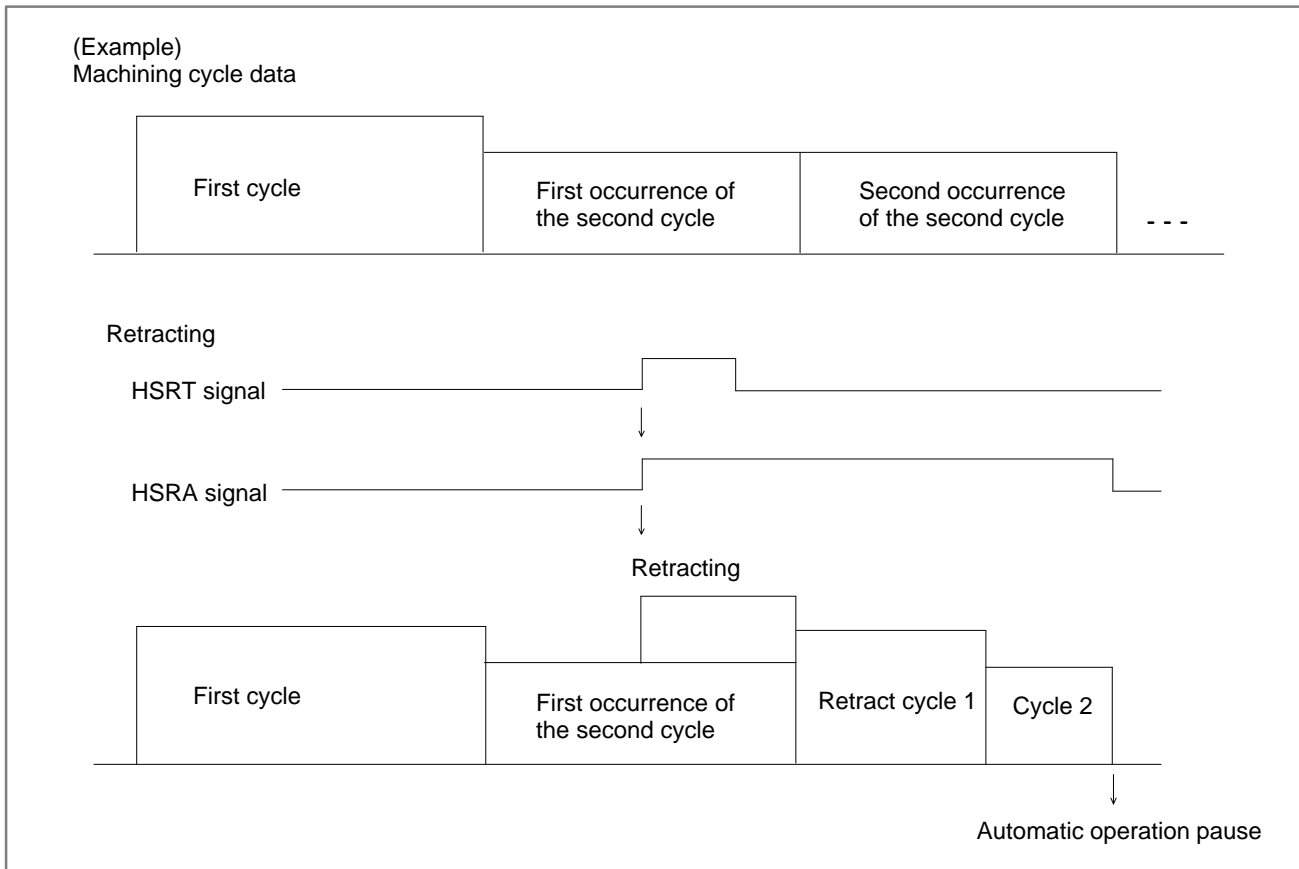 (Example)
Machining cycle data
First cycle
First occurrence of
the second cycle
Second occurrence
of the second cycle
- - -
Retracting
HSRT signal
HSRA signal
Retracting
First cycle
First occurrence of
the second cycle
Retract cycle 1
Cycle 2
Automatic operation pause